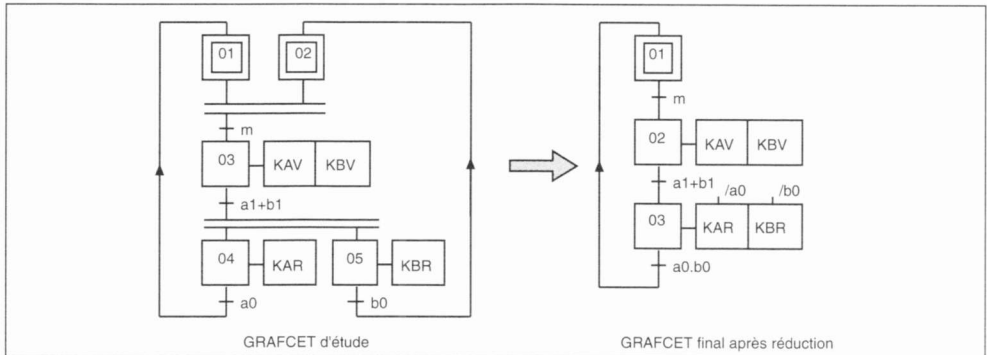 01 02
m
03 KAV KBV
a1+b1
04 KAR 05 KBR
a0 b0
GRAFCET d'étude
01
m
02 KAV KBV
a1+b1 /a0 /b0
03 KAR KBR
a0.b0
GRAFCET final après réduction